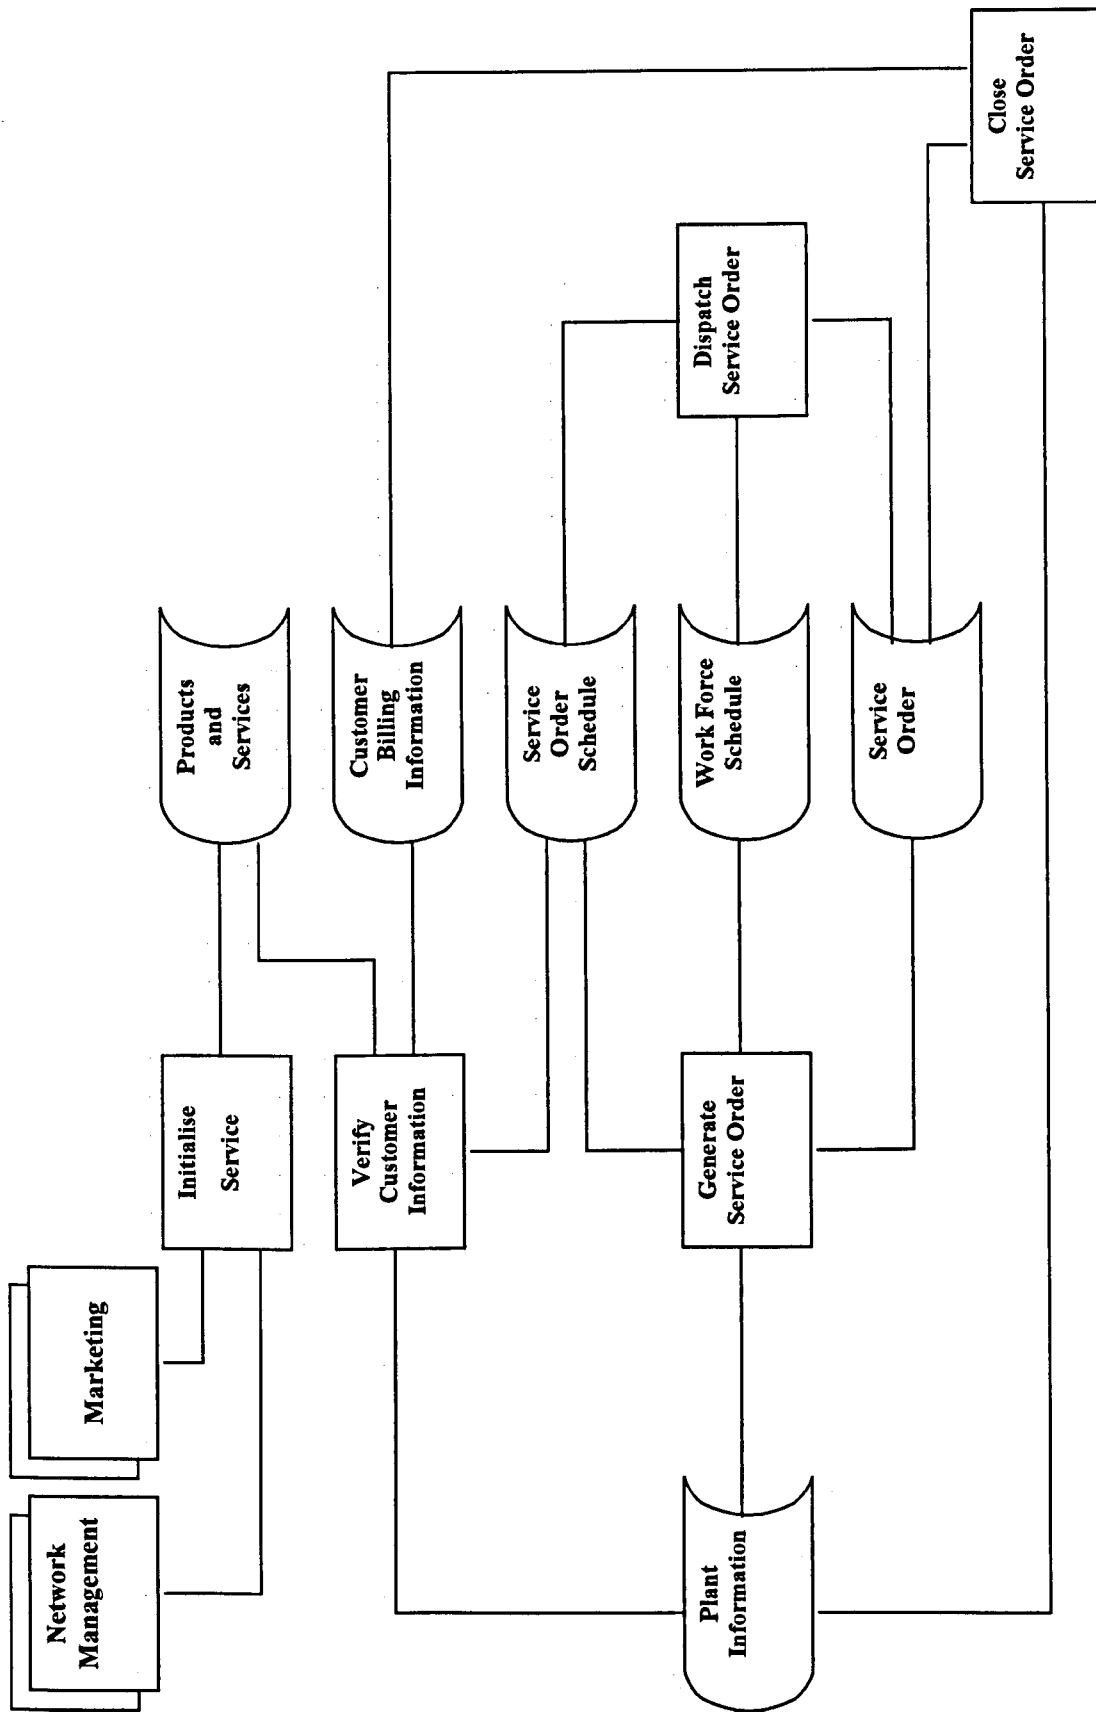 Network
Management
Marketing
Initialise
Service
Products
and
Services
Verify
Customer
Information
Customer
Billing
Information
Service
Order
Schedule
Plant
Information
Generate
Service Order
Work Force
Schedule
Dispatch
Service Order
Service
Order
Close
Service Order